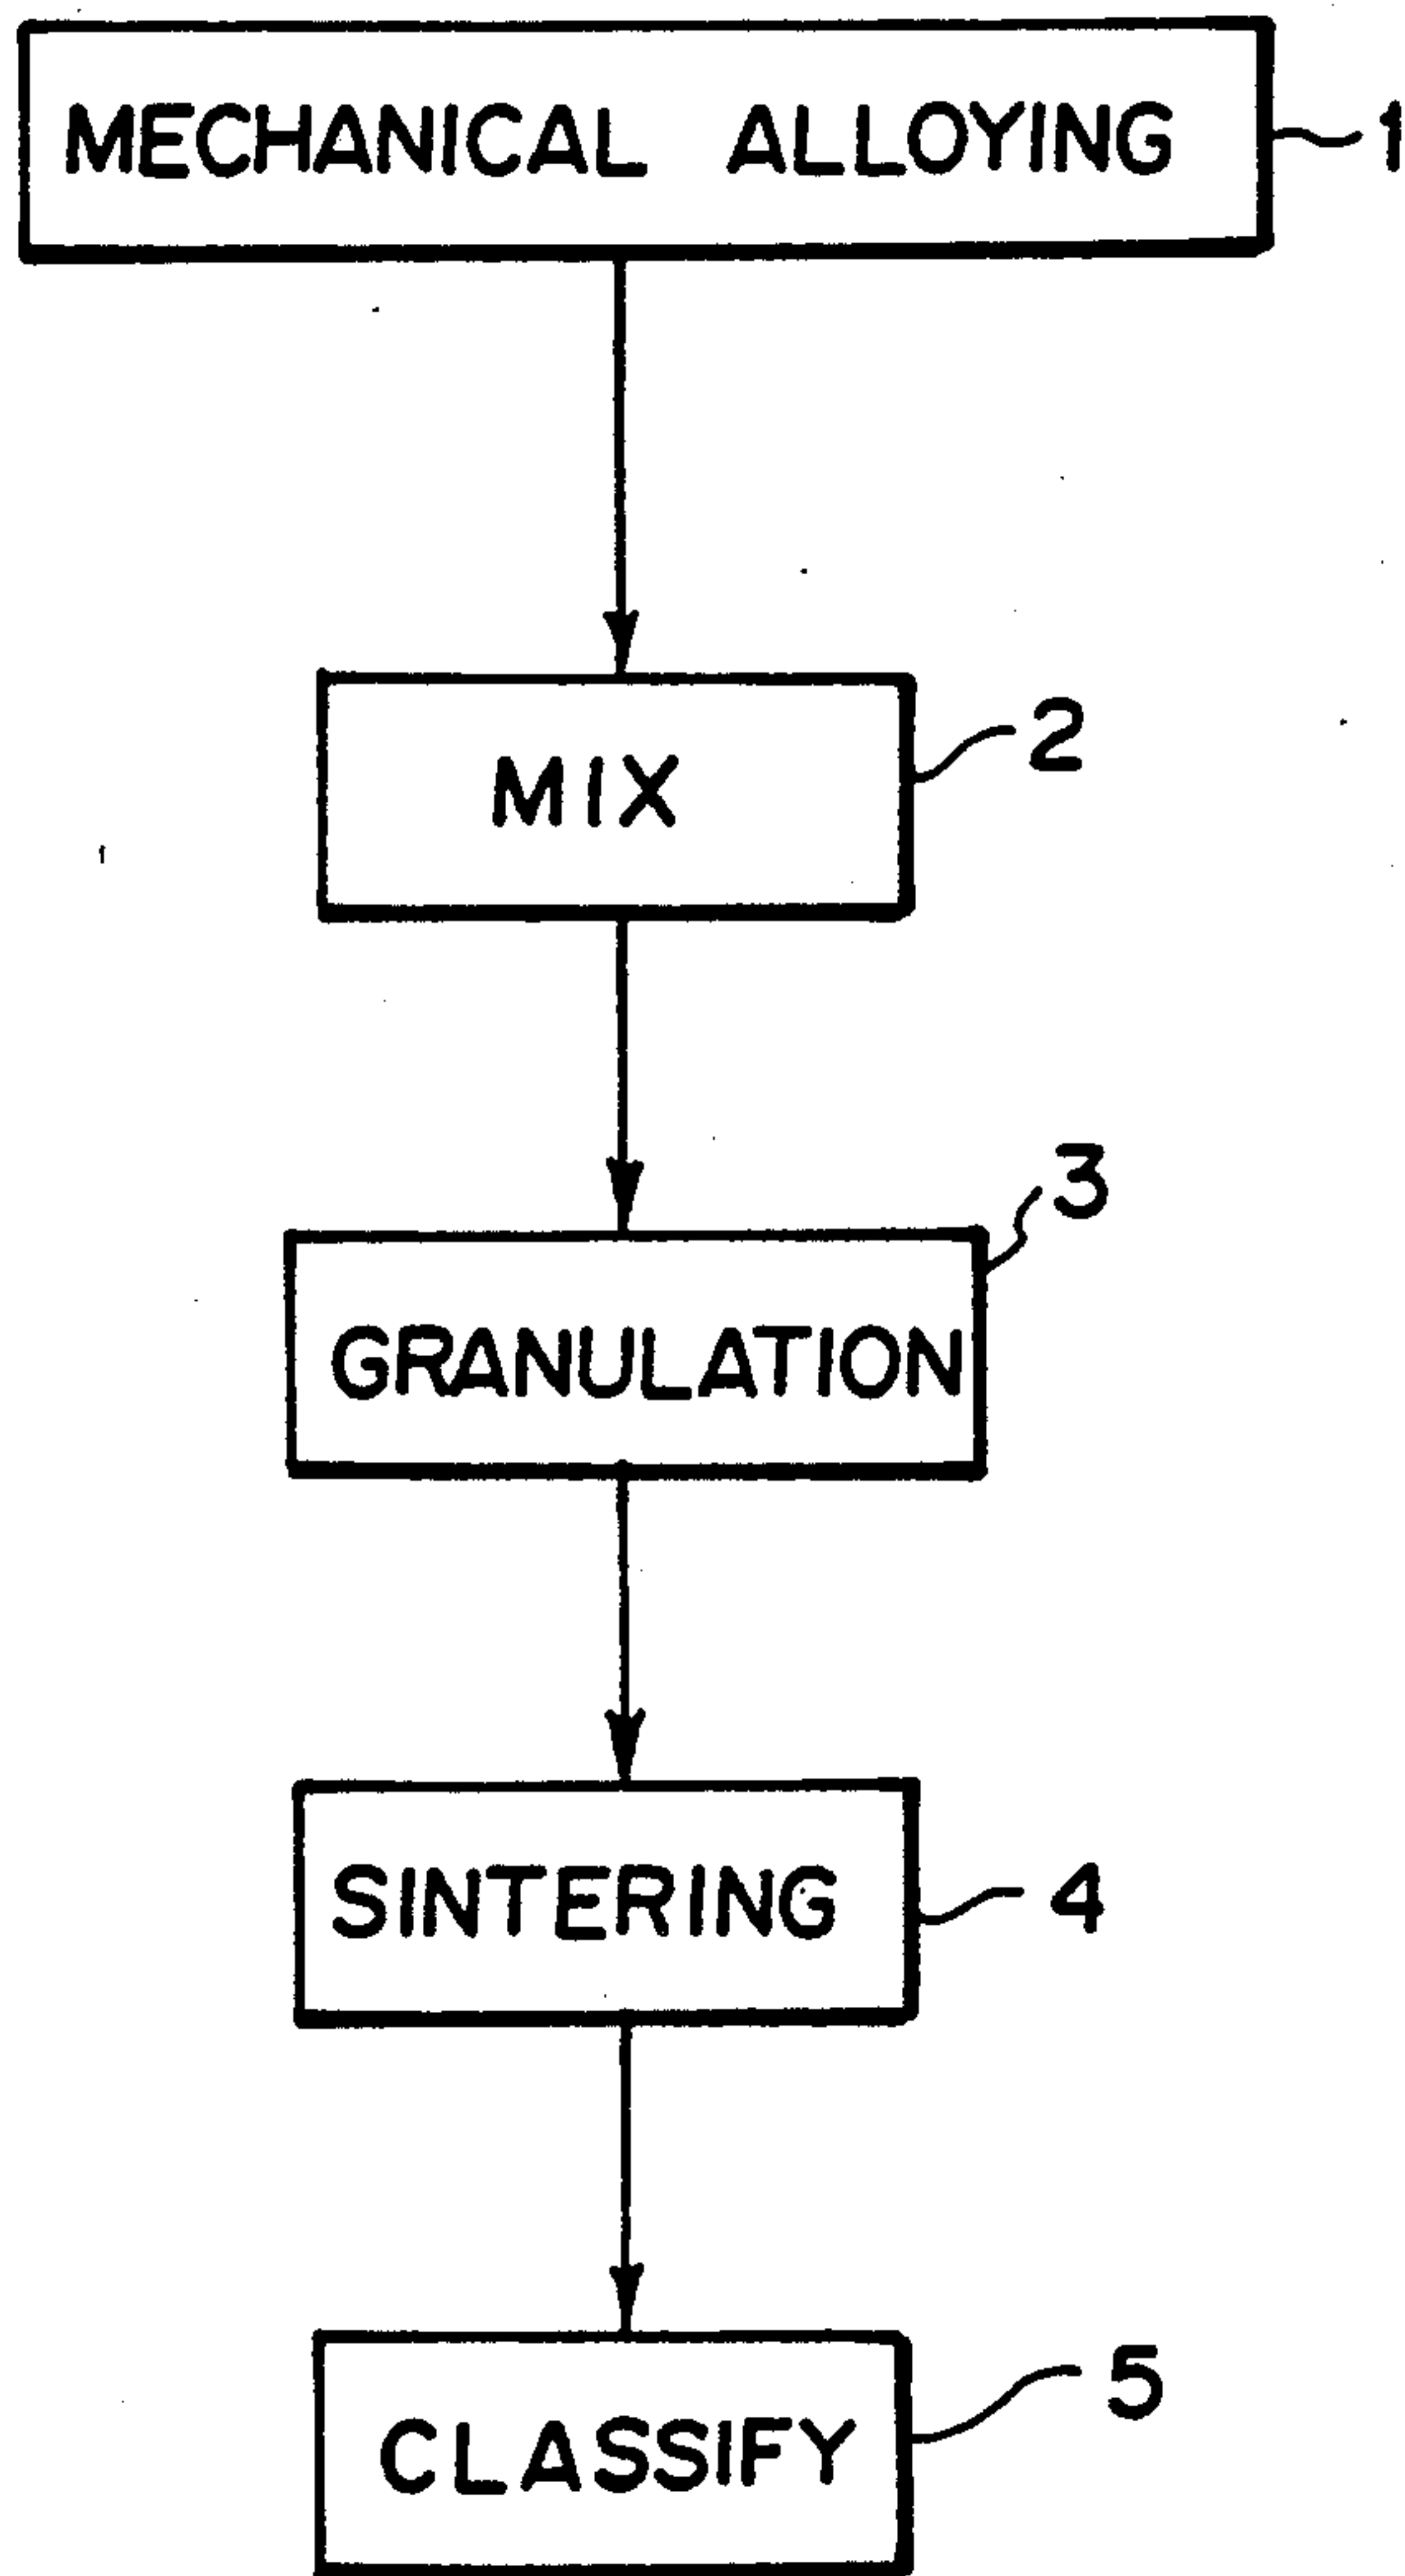 MECHANICAL ALLOYING 1
MIX 2
3
GRANULATION
SINTERING 4
5
CLASSIFY